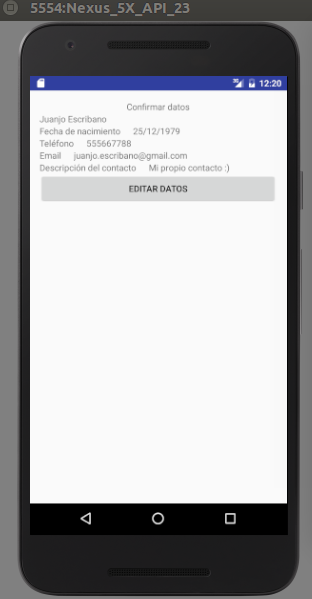 5554:Nexus_5X_API_23
12:20
Confirmar datos
Juanjo Escribano
Fecha de nacimiento 25/12/1979
Teléfono 555667788
Email juanjo.escribano@gmail.com
Descripción del contacto Mi propio contacto :)
EDITAR DATOS